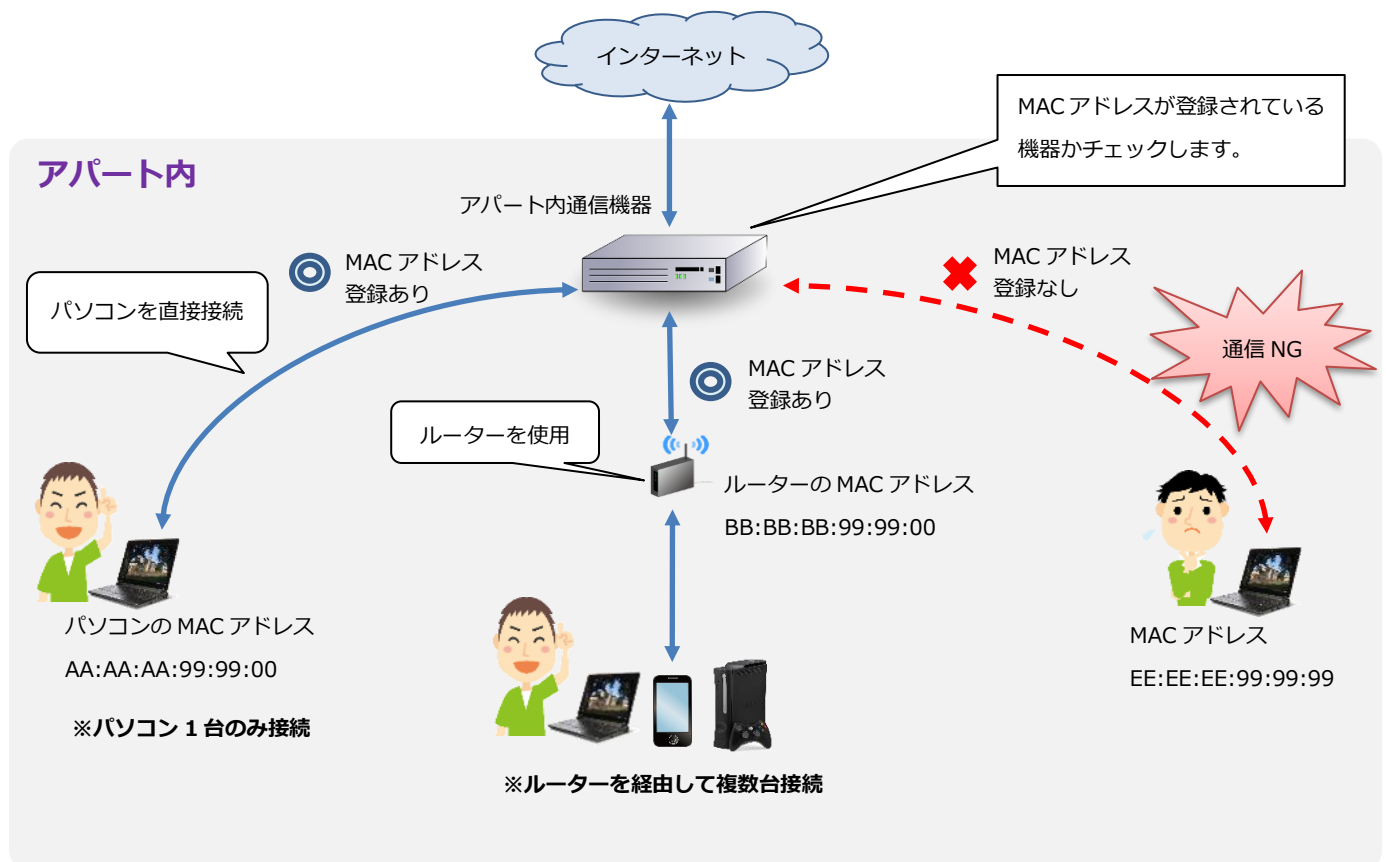 インターネット
MAC アドレスが登録されている
機器かチェックします。
アパート内
アパート内通信機器
MAC アドレス
登録あり
MAC アドレス
登録なし
パソコンを直接接続
通信 NG
MAC アドレス
登録あり
ルーターを使用
ルーターの MAC アドレス
BB:BB:BB:99:99:00
パソコンの MAC アドレス
AA:AA:AA:99:99:00
※パソコン 1 台のみ接続
MAC アドレス
EE:EE:EE:99:99:99
※ルーターを経由して複数台接続